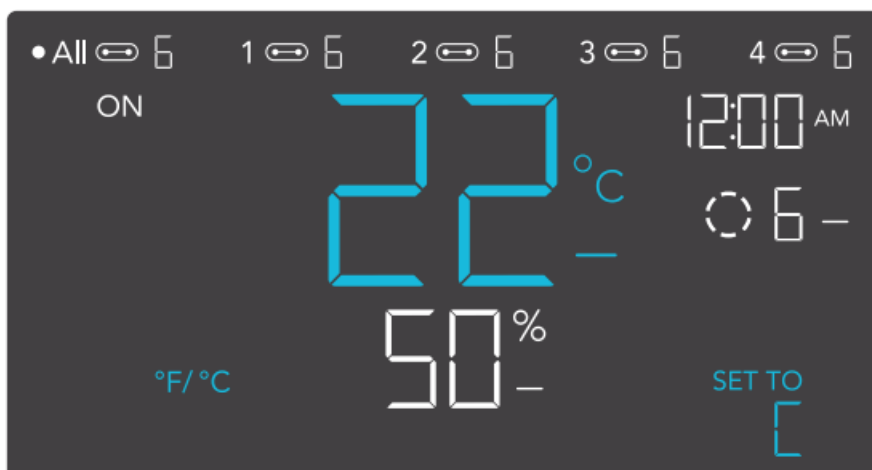 All 6 1 6 2 6 3 6 4 6
ON
22 °C –
12:00 AM
6 –
50 % –
°F/ °C
SET TO
C